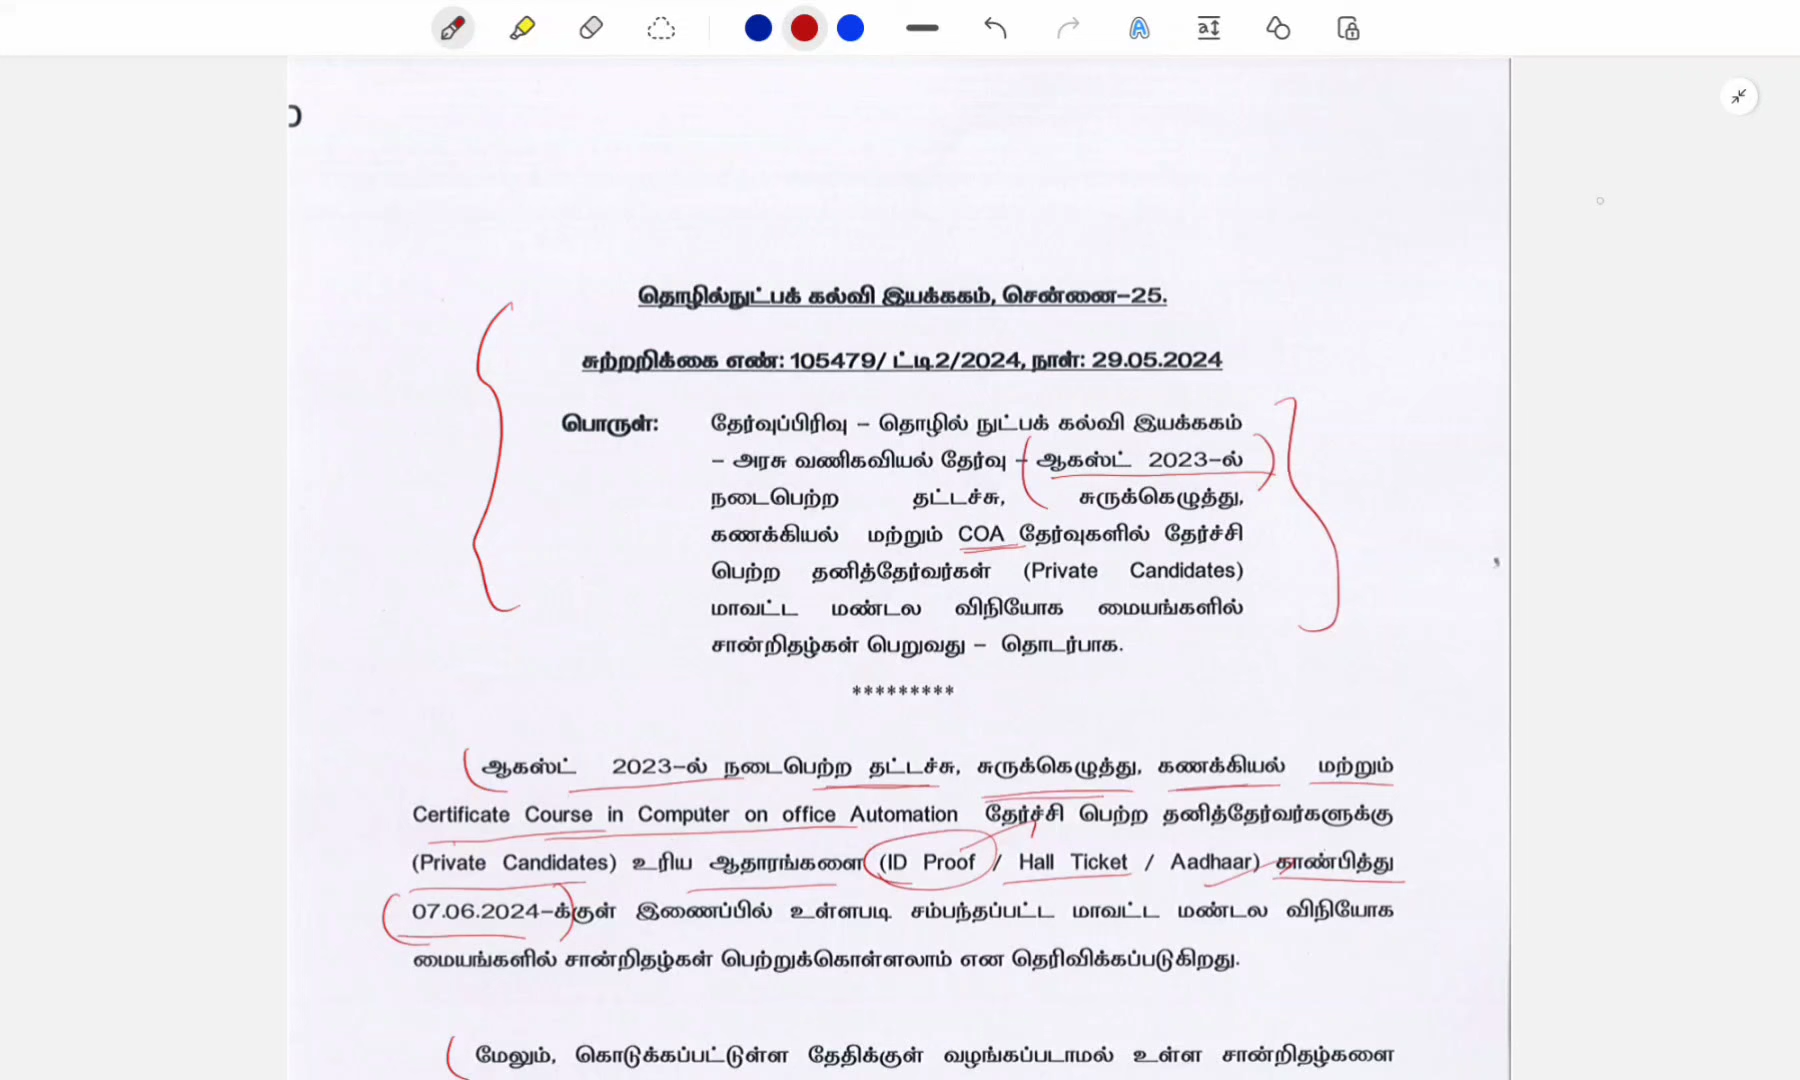 தொழில்நுட்பக் கல்வி இயக்ககம், சென்னை–25.
சுற்றறிக்கை எண்: 105479/ ட்டி.2/2024, நாள்: 29.05.2024
பொருள்: தேர்வுப்பிரிவு – தொழில் நுட்பக் கல்வி இயக்ககம்
– அரசு வணிகவியல் தேர்வு – ஆகஸ்ட் 2023–ல்
நடைபெற்ற தட்டச்சு, சுருக்கெழுத்து,
கணக்கியல் மற்றும் COA தேர்வுகளில் தேர்ச்சி
பெற்ற தனித்தேர்வர்கள் (Private Candidates)
மாவட்ட மண்டல விநியோக மையங்களில்
சான்றிதழ்கள் பெறுவது – தொடர்பாக.
*********
ஆகஸ்ட் 2023–ல் நடைபெற்ற தட்டச்சு, சுருக்கெழுத்து, கணக்கியல் மற்றும்
Certificate Course in Computer on office Automation தேர்ச்சி பெற்ற தனித்தேர்வர்களுக்கு
(Private Candidates) உரிய ஆதாரங்களை (ID Proof / Hall Ticket / Aadhaar) காண்பித்து
07.06.2024–க்குள் இணைப்பில் உள்ளபடி சம்பந்தப்பட்ட மாவட்ட மண்டல விநியோக
மையங்களில் சான்றிதழ்கள் பெற்றுக்கொள்ளலாம் என தெரிவிக்கப்படுகிறது.
மேலும், கொடுக்கப்பட்டுள்ள தேதிக்குள் வழங்கப்படாமல் உள்ள சான்றிதழ்களை